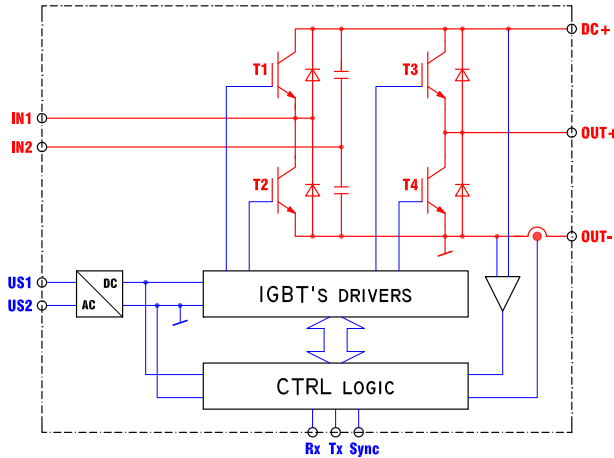 DC+
T1
T3
IN1
OUT+
IN2
T2
T4
OUT-
US1
DC
US2
AC
IGBT'S DRIVERS
CTRL LOGIC
Rx Tx Sync